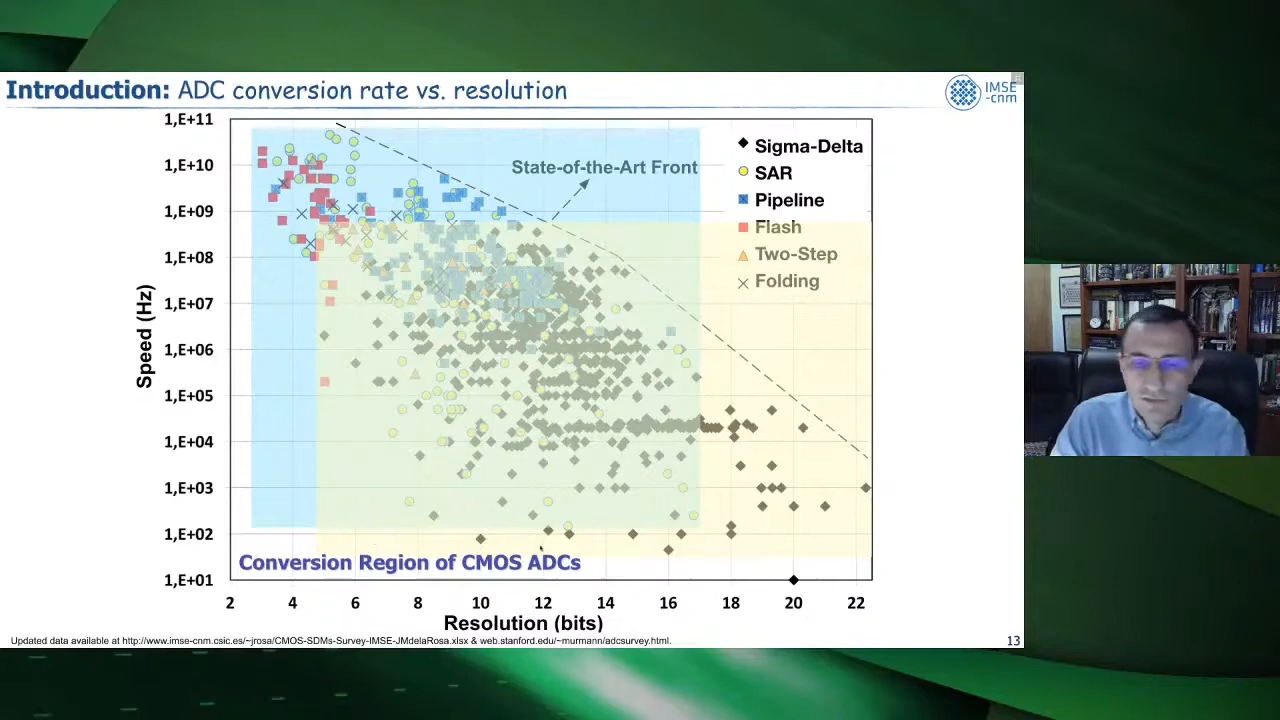 Introduction: ADC conversion rate vs. resolution
IMSE
-cnm
1,E+11
1,E+10
1,E+09
1,E+08
1,E+07
1,E+06
1,E+05
1,E+04
1,E+03
1,E+02
1,E+01
Speed (Hz)
State-of-the-Art Front
Sigma-Delta
SAR
Pipeline
Flash
Two-Step
Folding
Conversion Region of CMOS ADCs
2 4 6 8 10 12 14 16 18 20 22
Resolution (bits)
Updated data available at http://www.imse-cnm.csic.es/~jrosa/CMOS-SDMs-Survey-IMSE-JMdelaRosa.xlsx & web.stanford.edu/~murmann/adcsurvey.html.
13